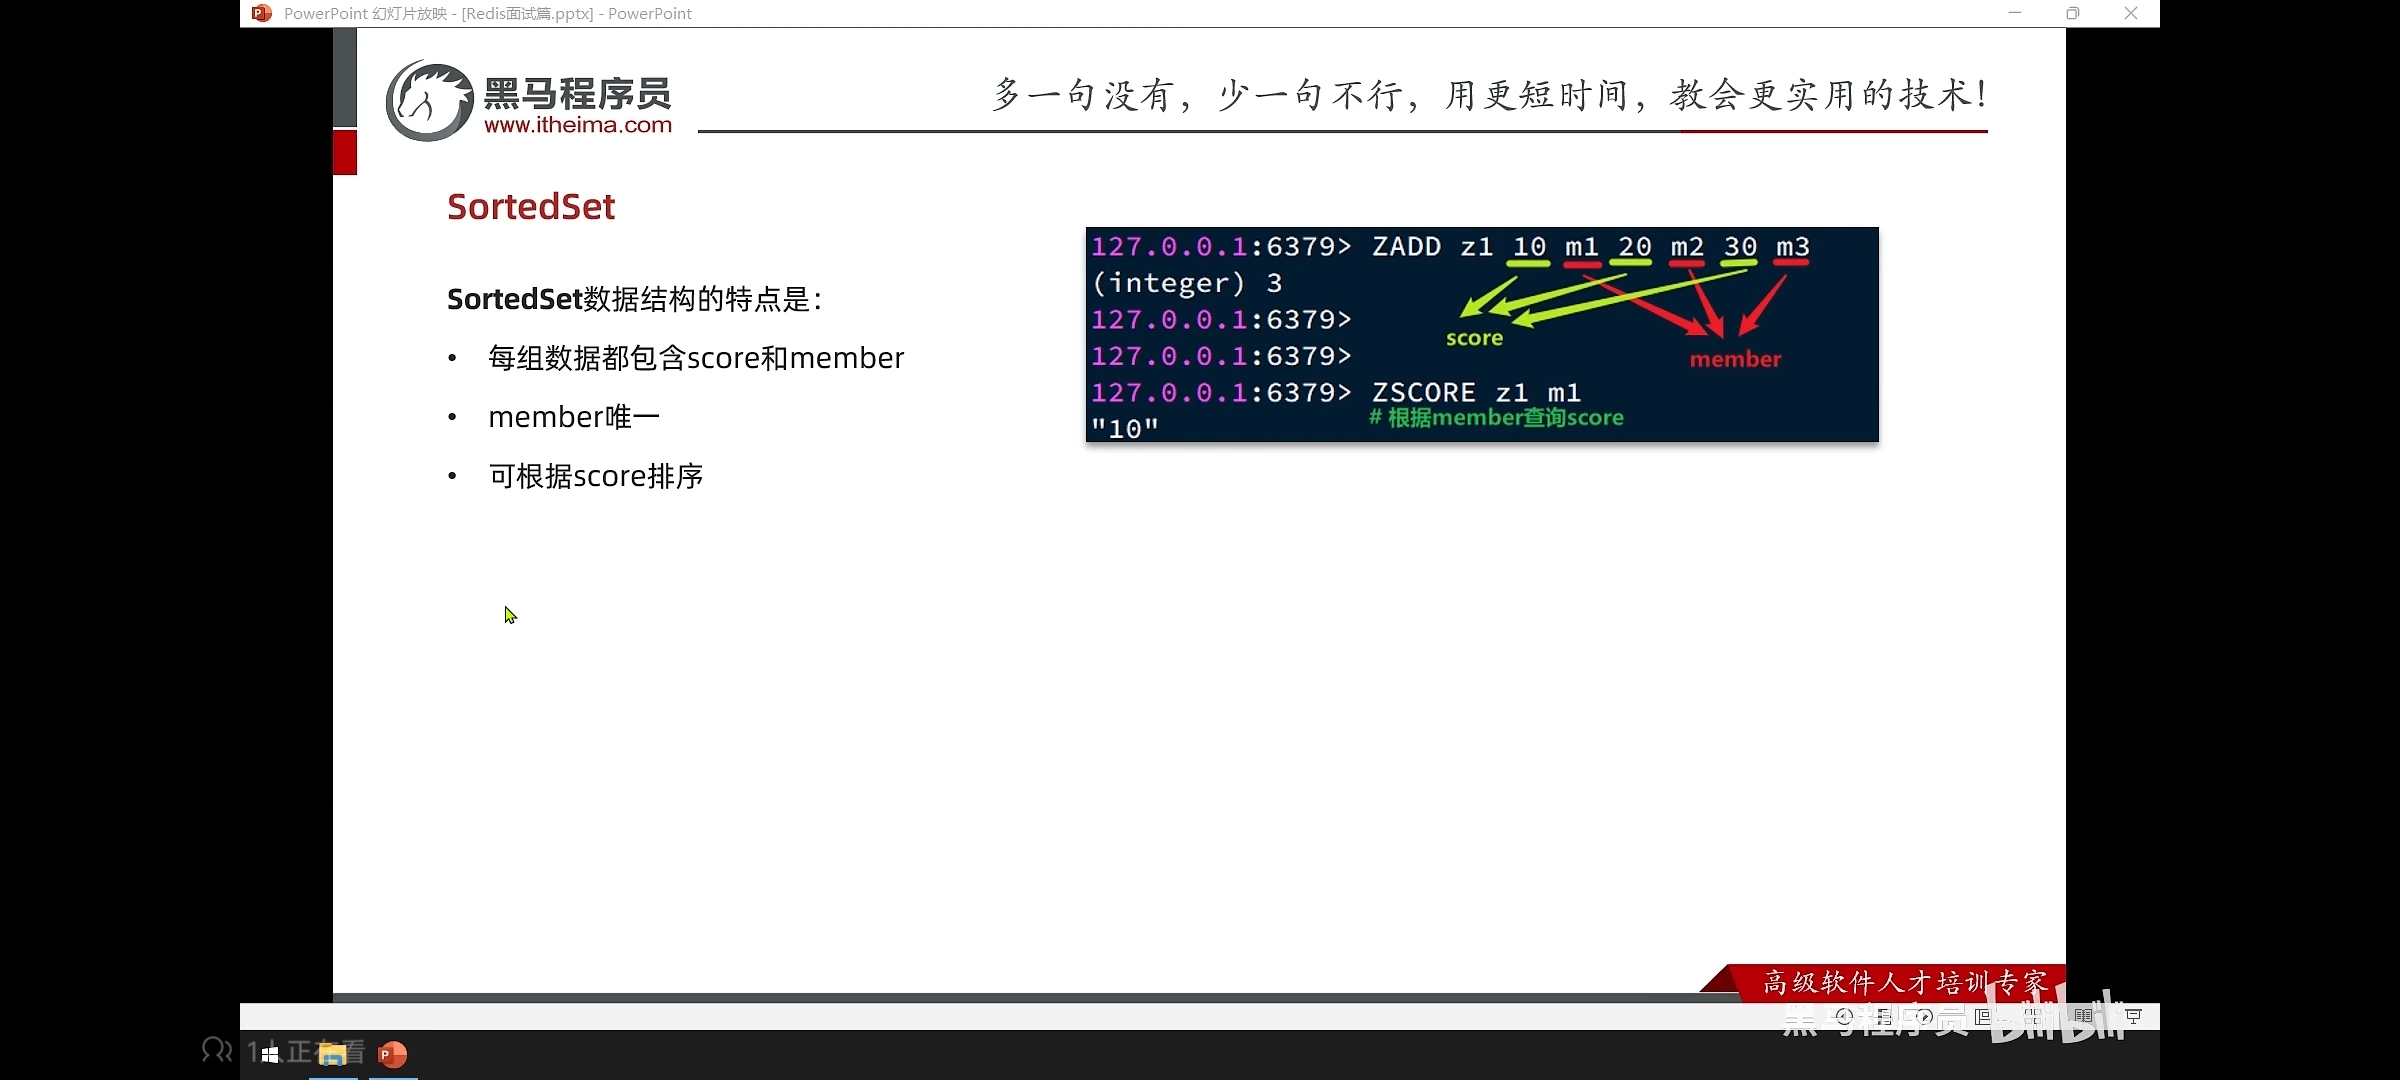 PowerPoint 幻灯片放映 - [Redis面试篇.pptx] - PowerPoint
黑马程序员
www.itheima.com
多一句没有，少一句不行，用更短时间，教会更实用的技术！
SortedSet
SortedSet数据结构的特点是：
• 每组数据都包含score和member
• member唯一
• 可根据score排序
127.0.0.1:6379> ZADD z1 10 m1 20 m2 30 m3
(integer) 3
127.0.0.1:6379>
score
127.0.0.1:6379>
member
127.0.0.1:6379> ZSCORE z1 m1
# 根据member查询score
"10"
高级软件人才培训专家
黑马程序员 bilibili
1人正在看